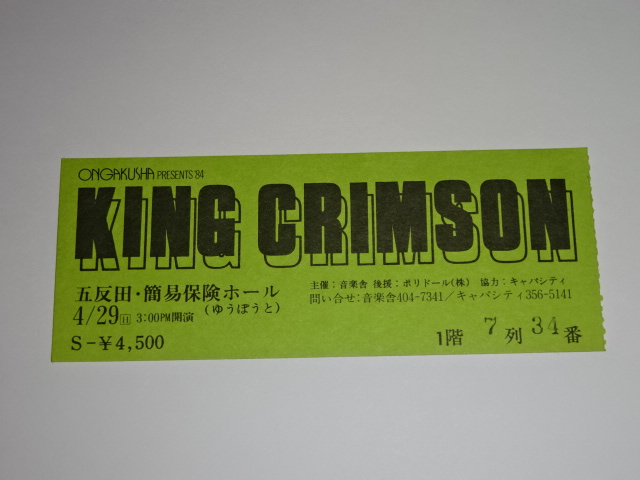 ONGAKUSHA PRESENTS '84
KING CRIMSON
五反田・簡易保険ホール
(ゆうぽうと)
4/29日 3:00PM開演
S-¥4,500
主催：音楽舎 後援：ポリドール(株) 協力：キャパシティ
問い合せ：音楽舎404-7341/キャパシティ356-5141
1階 7列 34番